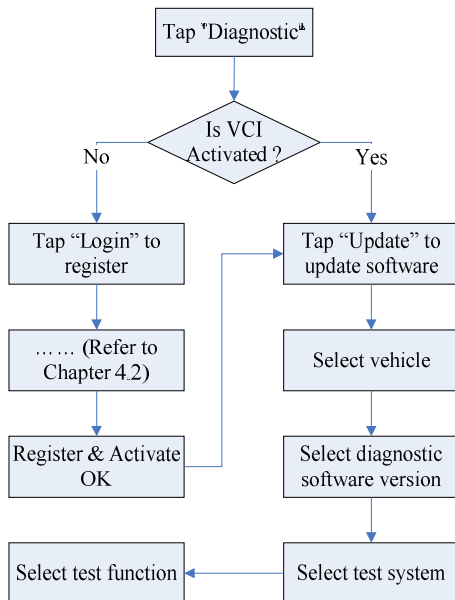 Tap "Diagnostic"
Is VCI
Activated ?
No
Yes
Tap “Login” to
register
Tap “Update” to
update software
… … (Refer to
Chapter 4.2)
Select vehicle
Register & Activate
OK
Select diagnostic
software version
Select test function
Select test system